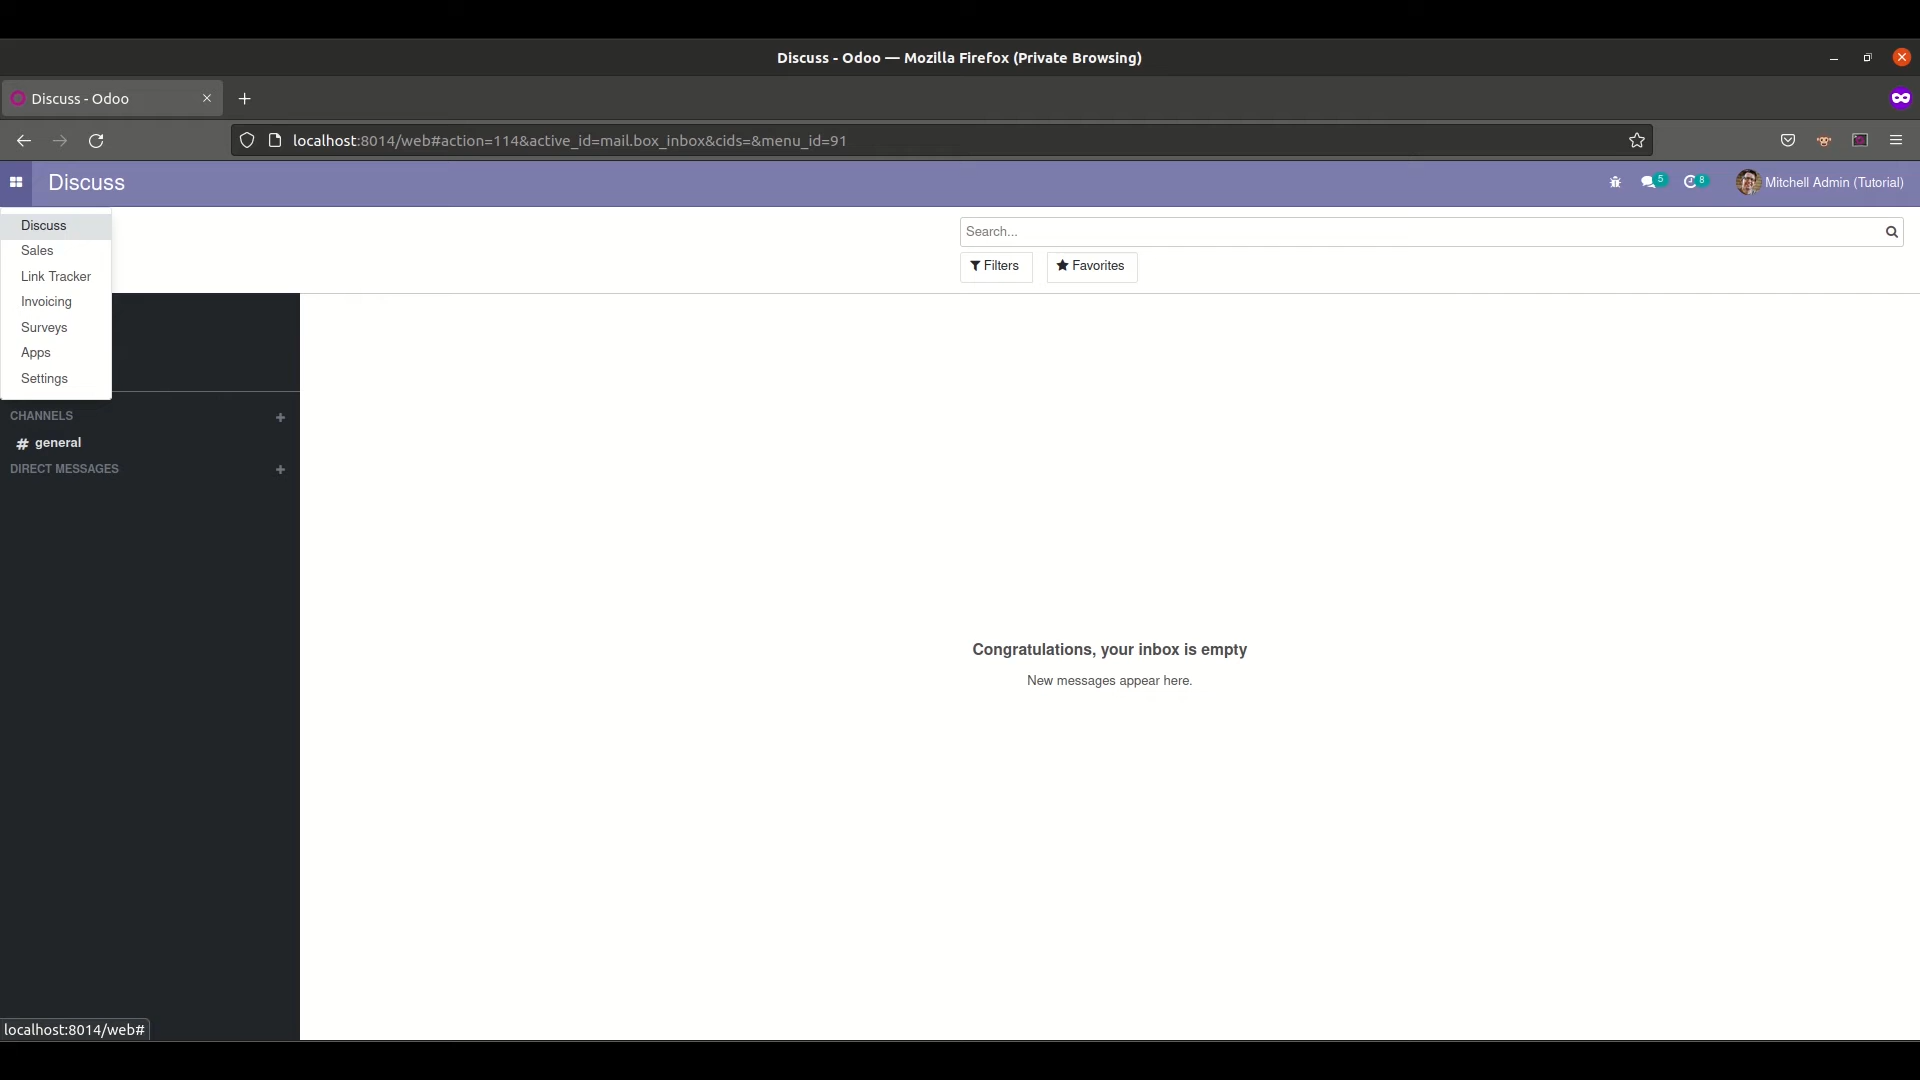 Discuss - Odoo — Mozilla Firefox (Private Browsing)
Discuss - Odoo
localhost:8014/web#action=114&active_id=mail.box_inbox&cids=&menu_id=91
Discuss
5
8
Mitchell Admin (Tutorial)
Discuss
Sales
Link Tracker
Invoicing
Surveys
Apps
Settings
Search...
Filters
Favorites
CHANNELS
# general
DIRECT MESSAGES
Congratulations, your inbox is empty
New messages appear here.
localhost:8014/web#